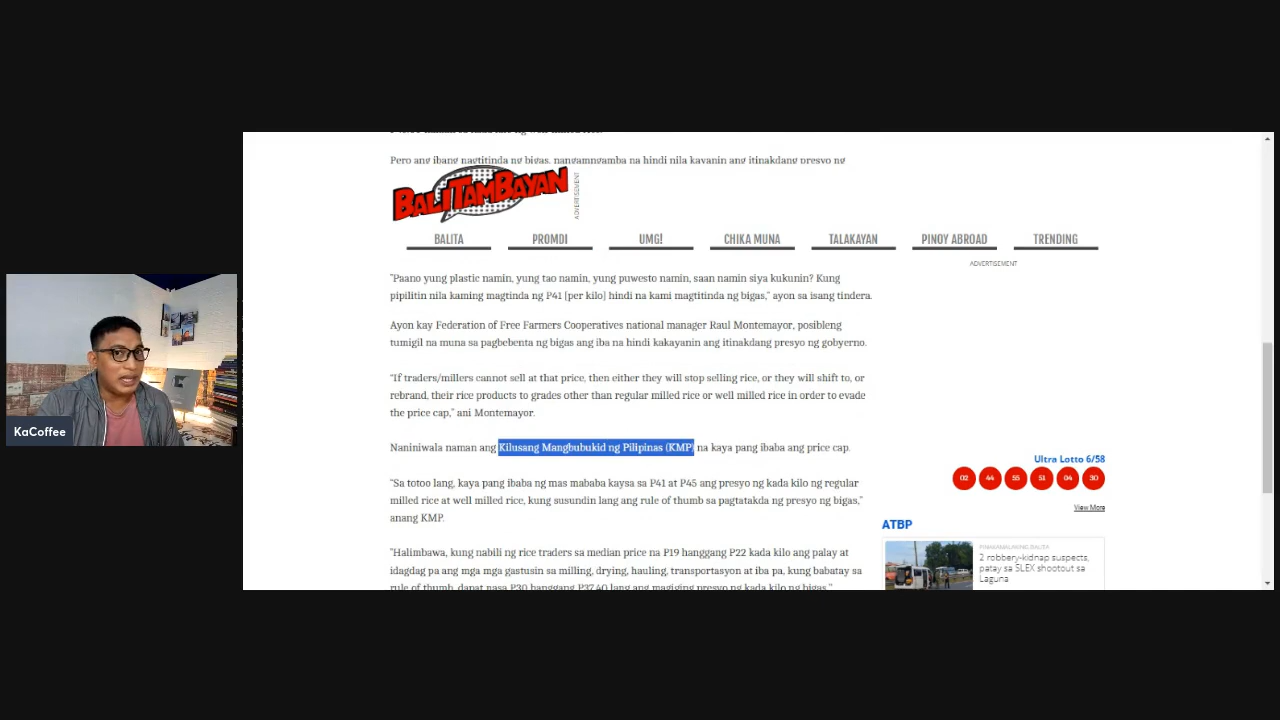 Pero ang ibang nagtitinda ng bigas, nangangamba na hindi nila kayanin ang itinakdang presyo ng
BALITAMBAYAN
ADVERTISEMENT
BALITA
PROMDI
UMG!
CHIKA MUNA
TALAKAYAN
PINOY ABROAD
TRENDING
ADVERTISEMENT
"Paano yung plastic namin, yung tao namin, yung puwesto namin, saan namin siya kukunin? Kung
pipilitin nila kaming magtinda ng P41 [per kilo] hindi na kami magtitinda ng bigas," ayon sa isang tindera.
Ayon kay Federation of Free Farmers Cooperatives national manager Raul Montemayor, posibleng
tumigil na muna sa pagbebenta ng bigas ang iba na hindi kakayanin ang itinakdang presyo ng gobyerno.
"If traders/millers cannot sell at that price, then either they will stop selling rice, or they will shift to, or
rebrand, their rice products to grades other than regular milled rice or well milled rice in order to evade
the price cap," ani Montemayor.
Naniniwala naman ang Kilusang Mangbubukid ng Pilipinas (KMP) na kaya pang ibaba ang price cap.
"Sa totoo lang, kaya pang ibaba ng mas mababa kaysa sa P41 at P45 ang presyo ng kada kilo ng regular
milled rice at well milled rice, kung susundin lang ang rule of thumb sa pagtatakda ng presyo ng bigas,"
anang KMP.
"Halimbawa, kung nabili ng rice traders sa median price na P19 hanggang P22 kada kilo ang palay at
idagdag pa ang mga mga gastusin sa milling, drying, hauling, transportasyon at iba pa, kung babatay sa
rule of thumb, dapat nasa P30 hanggang P37.40 lang ang magiging presyo ng kada kilo ng bigas."
Ultra Lotto 6/58
02 44 55 51 04 30
View More
ATBP
PINAKAMALAKING BALITA
2 robbery-kidnap suspects,
patay sa SLEX shootout sa
Laguna
KaCoffee